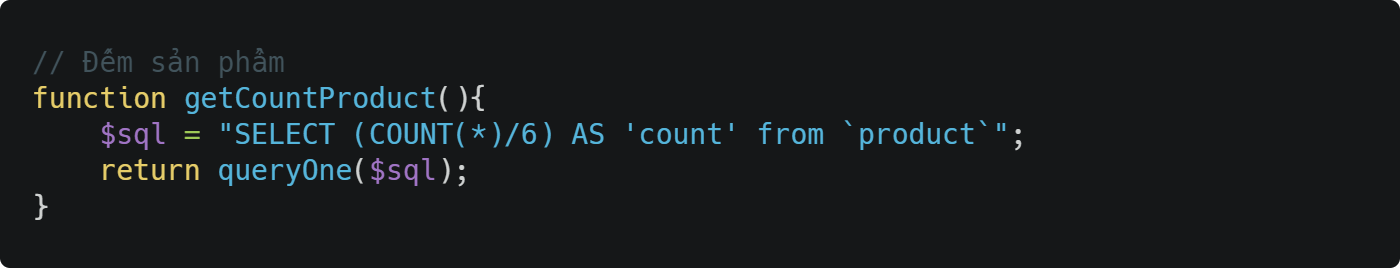 // Đếm sản phẩm
function getCountProduct(){
    $sql = "SELECT (COUNT(*)/6) AS 'count' from `product`";
    return queryOne($sql);
}